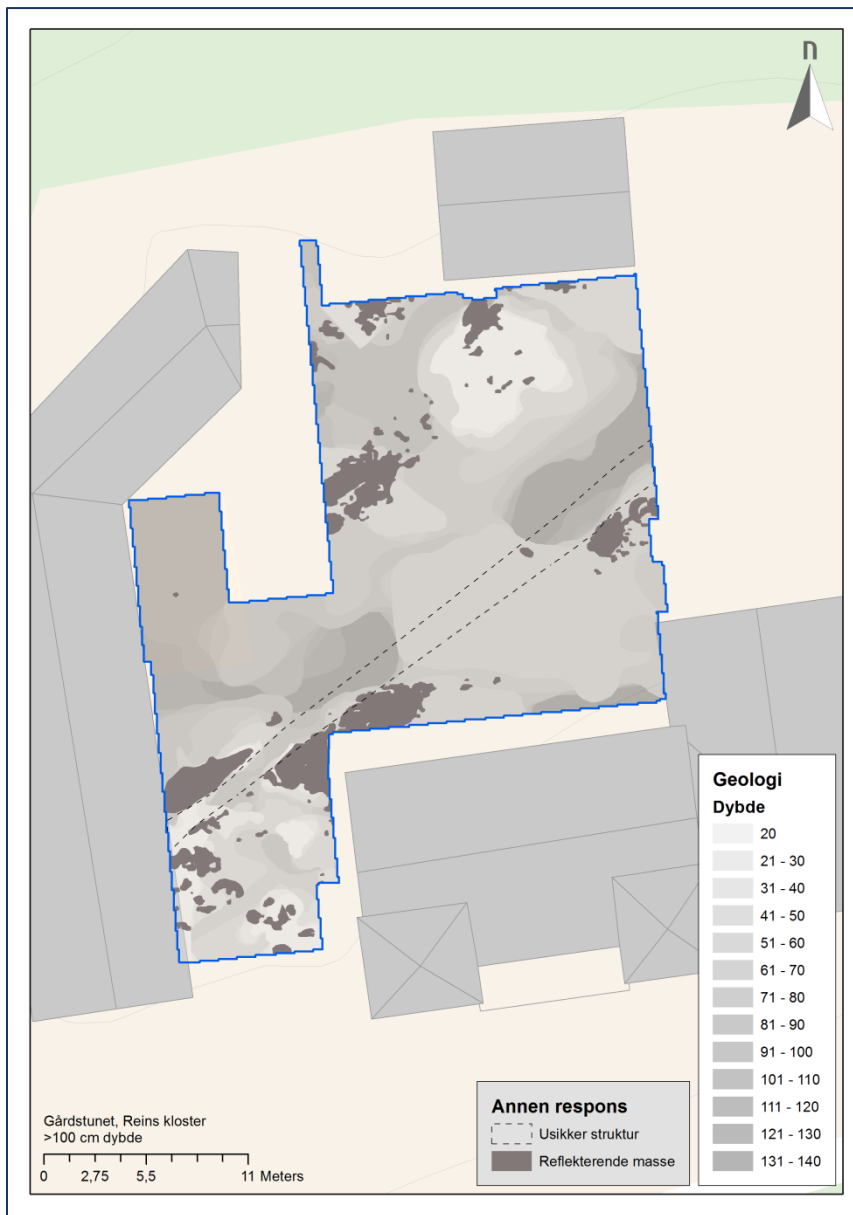 n
Geologi
Dybde
20
21 - 30
31 - 40
41 - 50
51 - 60
61 - 70
71 - 80
81 - 90
91 - 100
101 - 110
111 - 120
121 - 130
131 - 140
Annen respons
Usikker struktur
Reflekterende masse
Gårdstunet, Reins kloster
>100 cm dybde
0 2,75 5,5 11 Meters